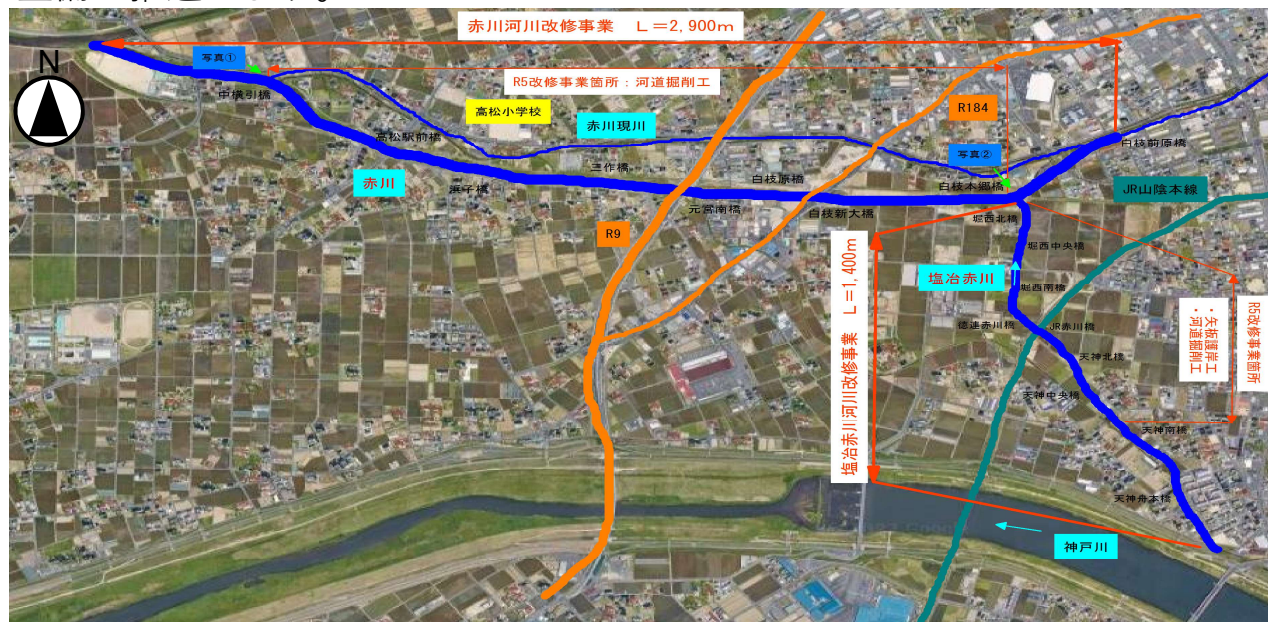 赤川河川改修事業 L=2,900m
N
写真①
R5改修事業箇所:河道掘削工
中横引橋
高松小学校
赤川現川
R184
高松駅前橋
写真②
白枝前原橋
三作橋
白枝原橋
赤川
浜子橋
白枝本郷橋
JR山陰本線
元宮南橋
白枝新大橋
堀西北橋
R9
堀西中央橋
塩冶赤川
堀西南橋
塩冶赤川河川改修事業 L=1,400m
徳連赤川橋
JR赤川橋
R5改修事業箇所
・矢板護岸工
・河道掘削工
天神北橋
天神中央橋
天神南橋
天神舟本橋
神戸川